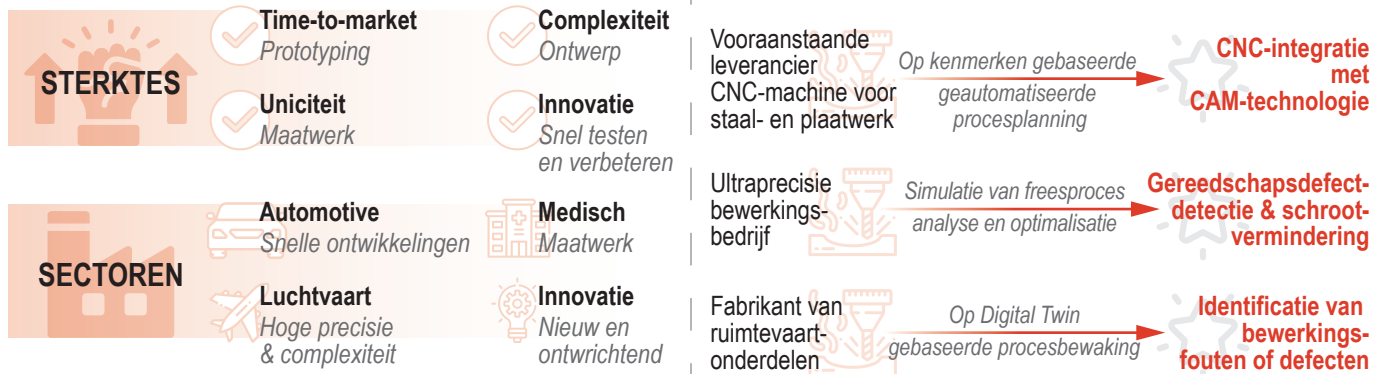 STERKTES
Time-to-market
Prototyping
Complexiteit
Ontwerp
Uniciteit
Maatwerk
Innovatie
Snel testen
en verbeteren
SECTOREN
Automotive
Snelle ontwikkelingen
Medisch
Maatwerk
Luchtvaart
Hoge precisie
& complexiteit
Innovatie
Nieuw en
ontwrichtend
Vooraanstaande
leverancier
CNC-machine voor
staal- en plaatwerk
Op kenmerken gebaseerde
geautomatiseerde
procesplanning
CNC-integratie
met
CAM-technologie
Ultraprecisie
bewerkings-
bedrijf
Simulatie van freesproces
analyse en optimalisatie
Gereedschapsdefect-
detectie & schroot-
vermindering
Fabrikant van
ruimtevaart-
onderdelen
Op Digital Twin
gebaseerde procesbewaking
Identificatie van
bewerkings-
fouten of defecten